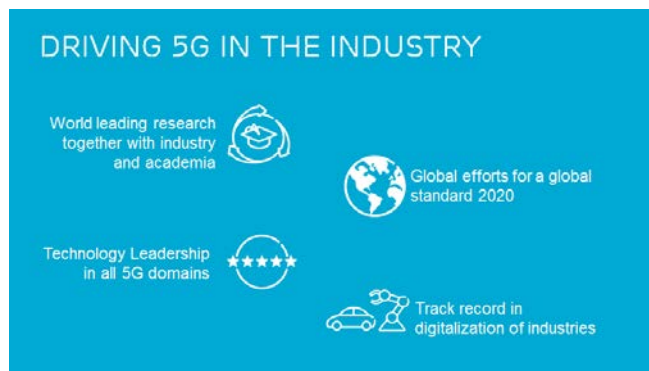 DRIVING 5G IN THE INDUSTRY
World leading research
together with industry
and academia
Global efforts for a global
standard 2020
Technology Leadership
in all 5G domains
Track record in
digitalization of industries